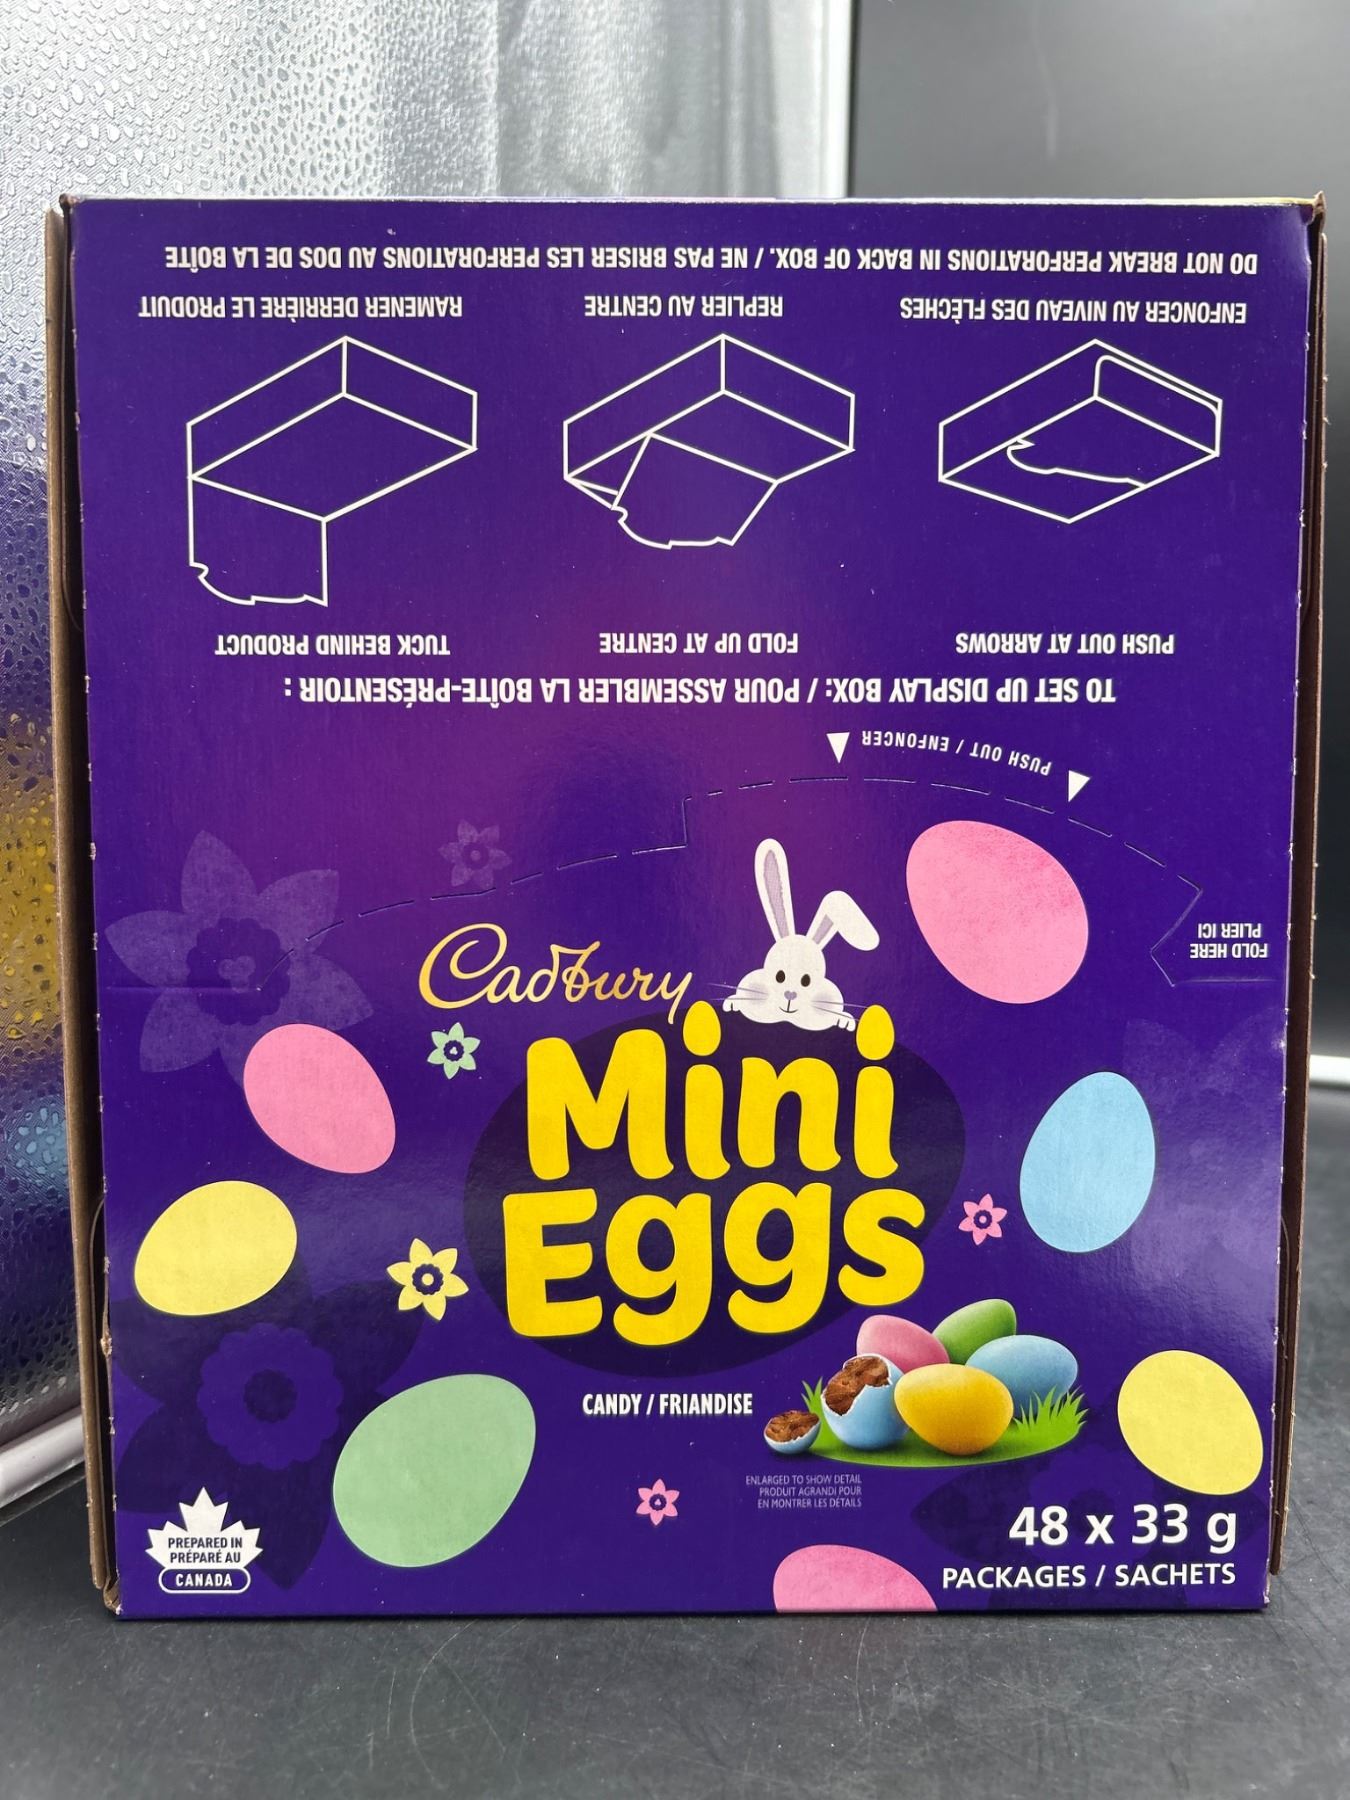 DO NOT BREAK PERFORATIONS IN BACK OF BOX. / NE PAS BRISER LES PERFORATIONS AU DOS DE LA BOÎTE
ENFONCER AU NIVEAU DES FLÈCHES
REPLIER AU CENTRE
RAMENER DERRIÈRE LE PRODUIT
PUSH OUT AT ARROWS
FOLD UP AT CENTRE
TUCK BEHIND PRODUCT
TO SET UP DISPLAY BOX: / POUR ASSEMBLER LA BOÎTE-PRÉSENTOIR :
PUSH OUT / ENFONCER
FOLD HERE
PLIER ICI
Cadbury
Mini
Eggs
CANDY / FRIANDISE
ENLARGED TO SHOW DETAIL
PRODUIT AGRANDI POUR
EN MONTRER LES DÉTAILS
PREPARED IN
PRÉPARÉ AU
CANADA
48 x 33 g
PACKAGES / SACHETS